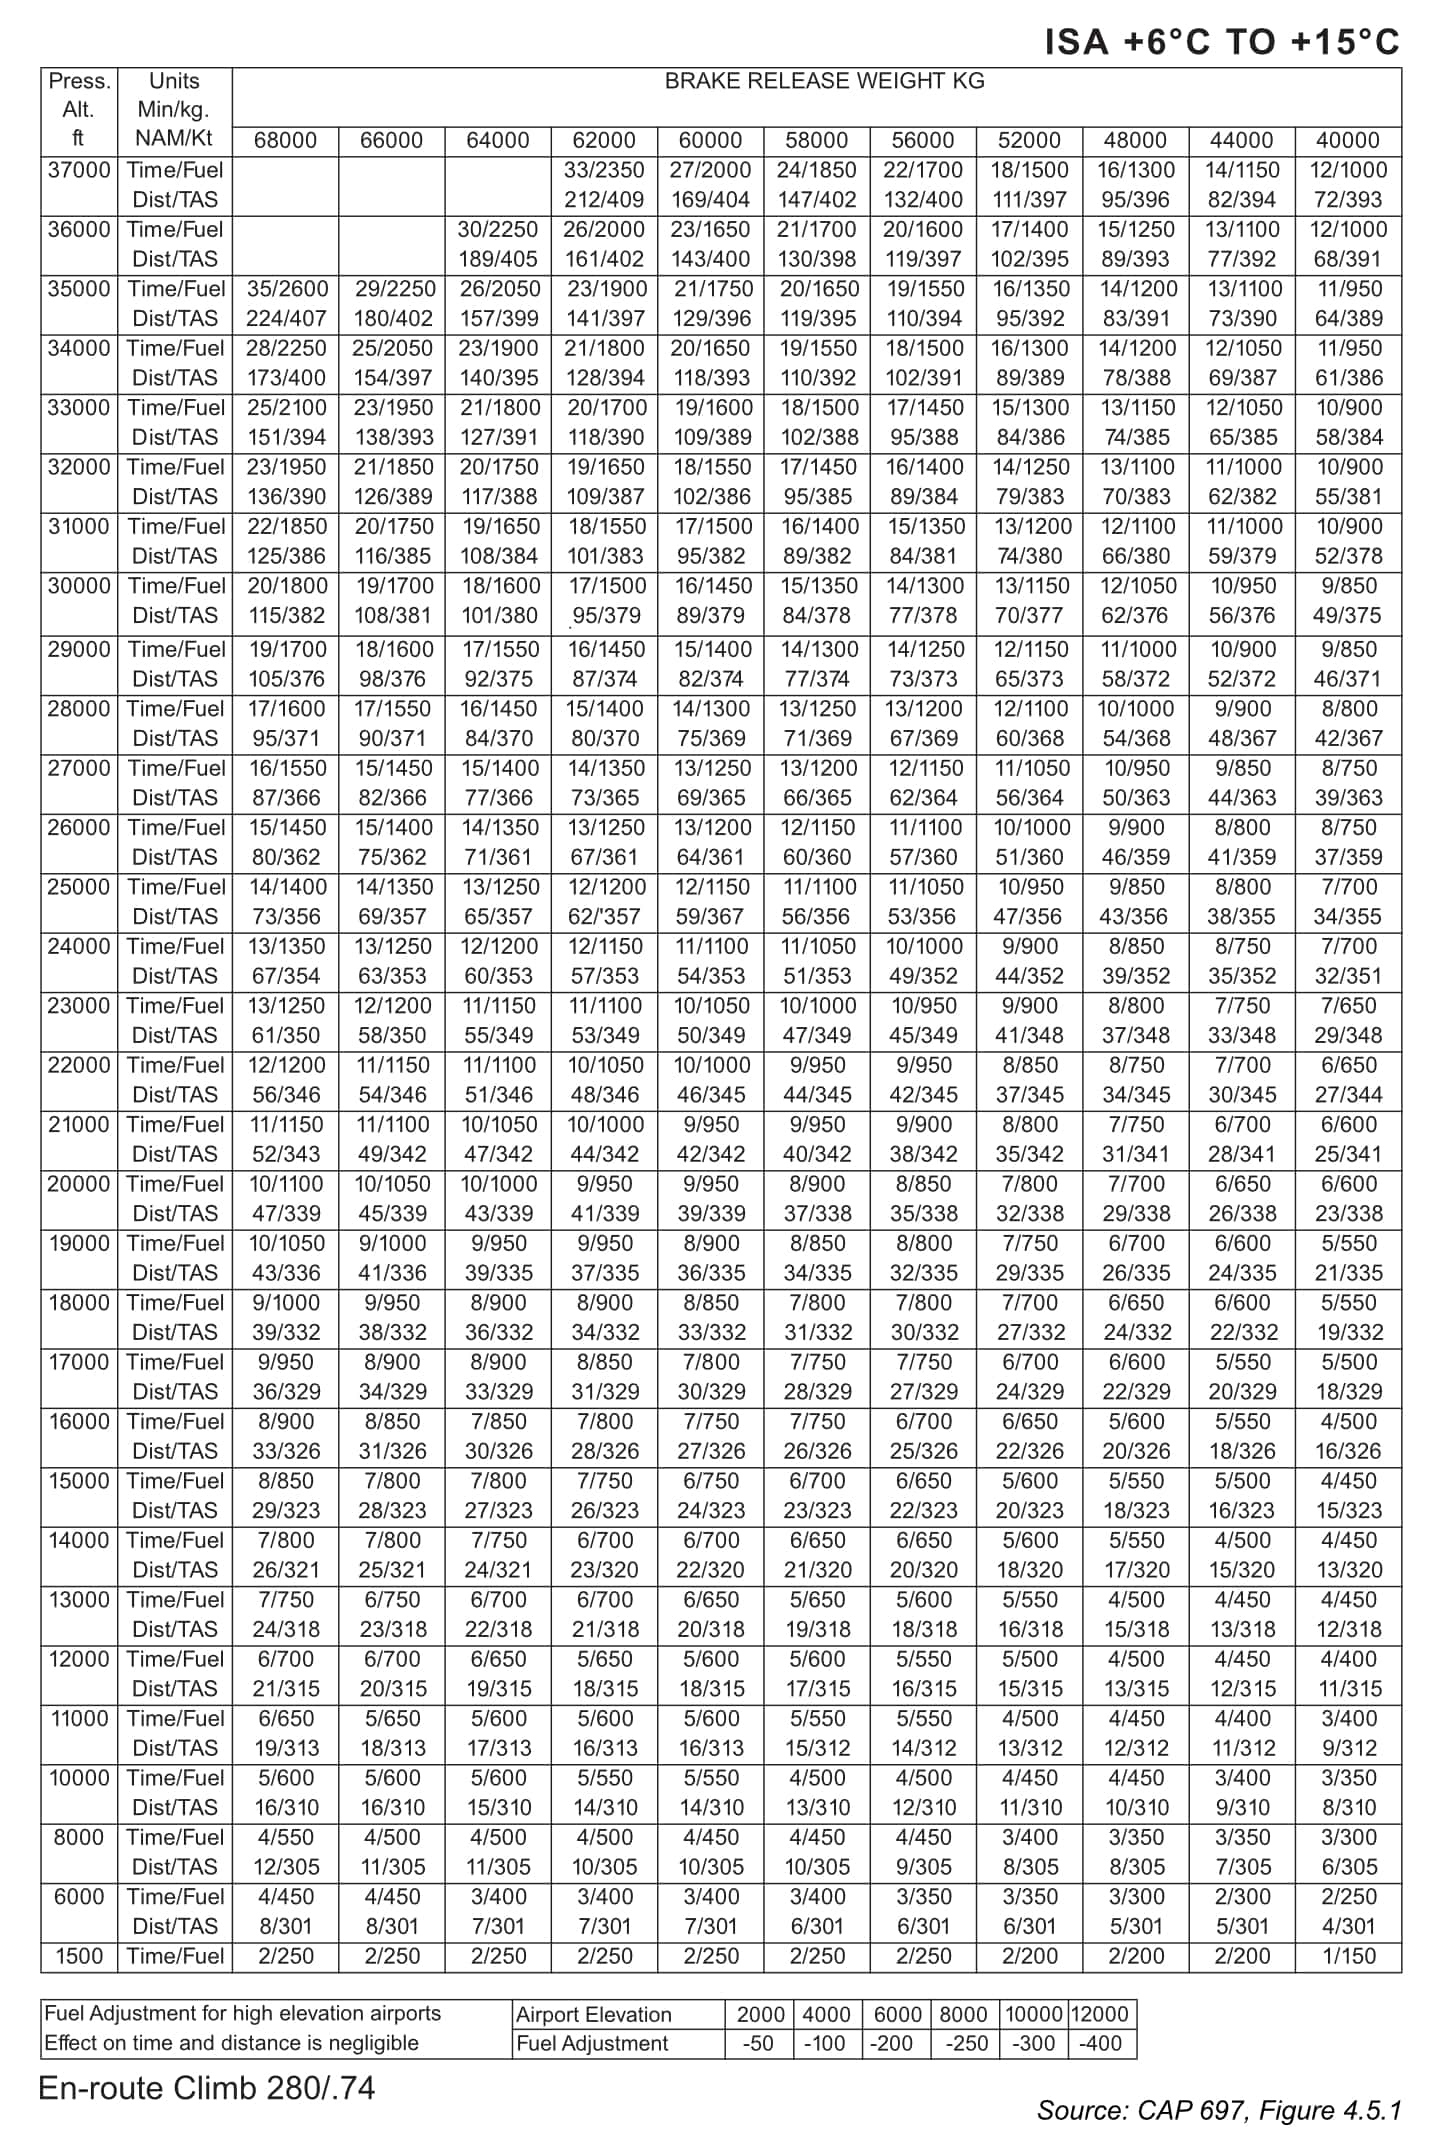 ISA +6°C TO +15°C
Press. Units BRAKE RELEASE WEIGHT KG
Alt. Min/kg.
ft NAM/Kt 68000 66000 64000 62000 60000 58000 56000 52000 48000 44000 40000
37000 Time/Fuel 33/2350 27/2000 24/1850 22/1700 18/1500 16/1300 14/1150 12/1000
Dist/TAS 212/409 169/404 147/402 132/400 111/397 95/396 82/394 72/393
36000 Time/Fuel 30/2250 26/2000 23/1650 21/1700 20/1600 17/1400 15/1250 13/1100 12/1000
Dist/TAS 189/405 161/402 143/400 130/398 119/397 102/395 89/393 77/392 68/391
35000 Time/Fuel 35/2600 29/2250 26/2050 23/1900 21/1750 20/1650 19/1550 16/1350 14/1200 13/1100 11/950
Dist/TAS 224/407 180/402 157/399 141/397 129/396 119/395 110/394 95/392 83/391 73/390 64/389
34000 Time/Fuel 28/2250 25/2050 23/1900 21/1800 20/1650 19/1550 18/1500 16/1300 14/1200 12/1050 11/950
Dist/TAS 173/400 154/397 140/395 128/394 118/393 110/392 102/391 89/389 78/388 69/387 61/386
33000 Time/Fuel 25/2100 23/1950 21/1800 20/1700 19/1600 18/1500 17/1450 15/1300 13/1150 12/1050 10/900
Dist/TAS 151/394 138/393 127/391 118/390 109/389 102/388 95/388 84/386 74/385 65/385 58/384
32000 Time/Fuel 23/1950 21/1850 20/1750 19/1650 18/1550 17/1450 16/1400 14/1250 13/1100 11/1000 10/900
Dist/TAS 136/390 126/389 117/388 109/387 102/386 95/385 89/384 79/383 70/383 62/382 55/381
31000 Time/Fuel 22/1850 20/1750 19/1650 18/1550 17/1500 16/1400 15/1350 13/1200 12/1100 11/1000 10/900
Dist/TAS 125/386 116/385 108/384 101/383 95/382 89/382 84/381 74/380 66/380 59/379 52/378
30000 Time/Fuel 20/1800 19/1700 18/1600 17/1500 16/1450 15/1350 14/1300 13/1150 12/1050 10/950 9/850
Dist/TAS 115/382 108/381 101/380 95/379 89/379 84/378 77/378 70/377 62/376 56/376 49/375
29000 Time/Fuel 19/1700 18/1600 17/1550 16/1450 15/1400 14/1300 14/1250 12/1150 11/1000 10/900 9/850
Dist/TAS 105/376 98/376 92/375 87/374 82/374 77/374 73/373 65/373 58/372 52/372 46/371
28000 Time/Fuel 17/1600 17/1550 16/1450 15/1400 14/1300 13/1250 13/1200 12/1100 10/1000 9/900 8/800
Dist/TAS 95/371 90/371 84/370 80/370 75/369 71/369 67/369 60/368 54/368 48/367 42/367
27000 Time/Fuel 16/1550 15/1450 15/1400 14/1350 13/1250 13/1200 12/1150 11/1050 10/950 9/850 8/750
Dist/TAS 87/366 82/366 77/366 73/365 69/365 66/365 62/364 56/364 50/363 44/363 39/363
26000 Time/Fuel 15/1450 15/1400 14/1350 13/1250 13/1200 12/1150 11/1100 10/1000 9/900 8/800 8/750
Dist/TAS 80/362 75/362 71/361 67/361 64/361 60/360 57/360 51/360 46/359 41/359 37/359
25000 Time/Fuel 14/1400 14/1350 13/1250 12/1200 12/1150 11/1100 11/1050 10/950 9/850 8/800 7/700
Dist/TAS 73/356 69/357 65/357 62/'357 59/367 56/356 53/356 47/356 43/356 38/355 34/355
24000 Time/Fuel 13/1350 13/1250 12/1200 12/1150 11/1100 11/1050 10/1000 9/900 8/850 8/750 7/700
Dist/TAS 67/354 63/353 60/353 57/353 54/353 51/353 49/352 44/352 39/352 35/352 32/351
23000 Time/Fuel 13/1250 12/1200 11/1150 11/1100 10/1050 10/1000 10/950 9/900 8/800 7/750 7/650
Dist/TAS 61/350 58/350 55/349 53/349 50/349 47/349 45/349 41/348 37/348 33/348 29/348
22000 Time/Fuel 12/1200 11/1150 11/1100 10/1050 10/1000 9/950 9/950 8/850 8/750 7/700 6/650
Dist/TAS 56/346 54/346 51/346 48/346 46/345 44/345 42/345 37/345 34/345 30/345 27/344
21000 Time/Fuel 11/1150 11/1100 10/1050 10/1000 9/950 9/950 9/900 8/800 7/750 6/700 6/600
Dist/TAS 52/343 49/342 47/342 44/342 42/342 40/342 38/342 35/342 31/341 28/341 25/341
20000 Time/Fuel 10/1100 10/1050 10/1000 9/950 9/950 8/900 8/850 7/800 7/700 6/650 6/600
Dist/TAS 47/339 45/339 43/339 41/339 39/339 37/338 35/338 32/338 29/338 26/338 23/338
19000 Time/Fuel 10/1050 9/1000 9/950 9/950 8/900 8/850 8/800 7/750 6/700 6/600 5/550
Dist/TAS 43/336 41/336 39/335 37/335 36/335 34/335 32/335 29/335 26/335 24/335 21/335
18000 Time/Fuel 9/1000 9/950 8/900 8/900 8/850 7/800 7/800 7/700 6/650 6/600 5/550
Dist/TAS 39/332 38/332 36/332 34/332 33/332 31/332 30/332 27/332 24/332 22/332 19/332
17000 Time/Fuel 9/950 8/900 8/900 8/850 7/800 7/750 7/750 6/700 6/600 5/550 5/500
Dist/TAS 36/329 34/329 33/329 31/329 30/329 28/329 27/329 24/329 22/329 20/329 18/329
16000 Time/Fuel 8/900 8/850 7/850 7/800 7/750 7/750 6/700 6/650 5/600 5/550 4/500
Dist/TAS 33/326 31/326 30/326 28/326 27/326 26/326 25/326 22/326 20/326 18/326 16/326
15000 Time/Fuel 8/850 7/800 7/800 7/750 6/750 6/700 6/650 5/600 5/550 5/500 4/450
Dist/TAS 29/323 28/323 27/323 26/323 24/323 23/323 22/323 20/323 18/323 16/323 15/323
14000 Time/Fuel 7/800 7/800 7/750 6/700 6/700 6/650 6/650 5/600 5/550 4/500 4/450
Dist/TAS 26/321 25/321 24/321 23/320 22/320 21/320 20/320 18/320 17/320 15/320 13/320
13000 Time/Fuel 7/750 6/750 6/700 6/700 6/650 5/650 5/600 5/550 4/500 4/450 4/450
Dist/TAS 24/318 23/318 22/318 21/318 20/318 19/318 18/318 16/318 15/318 13/318 12/318
12000 Time/Fuel 6/700 6/700 6/650 5/650 5/600 5/600 5/550 5/500 4/500 4/450 4/400
Dist/TAS 21/315 20/315 19/315 18/315 18/315 17/315 16/315 15/315 13/315 12/315 11/315
11000 Time/Fuel 6/650 5/650 5/600 5/600 5/600 5/550 5/550 4/500 4/450 4/400 3/400
Dist/TAS 19/313 18/313 17/313 16/313 16/313 15/312 14/312 13/312 12/312 11/312 9/312
10000 Time/Fuel 5/600 5/600 5/600 5/550 5/550 4/500 4/500 4/450 4/450 3/400 3/350
Dist/TAS 16/310 16/310 15/310 14/310 14/310 13/310 12/310 11/310 10/310 9/310 8/310
8000 Time/Fuel 4/550 4/500 4/500 4/500 4/450 4/450 4/450 3/400 3/350 3/350 3/300
Dist/TAS 12/305 11/305 11/305 10/305 10/305 10/305 9/305 8/305 8/305 7/305 6/305
6000 Time/Fuel 4/450 4/450 3/400 3/400 3/400 3/400 3/350 3/350 3/300 2/300 2/250
Dist/TAS 8/301 8/301 7/301 7/301 7/301 6/301 6/301 6/301 5/301 5/301 4/301
1500 Time/Fuel 2/250 2/250 2/250 2/250 2/250 2/250 2/250 2/200 2/200 2/200 1/150
Fuel Adjustment for high elevation airports Airport Elevation 2000 4000 6000 8000 10000 12000
Effect on time and distance is negligible Fuel Adjustment -50 -100 -200 -250 -300 -400
En-route Climb 280/.74
Source: CAP 697, Figure 4.5.1